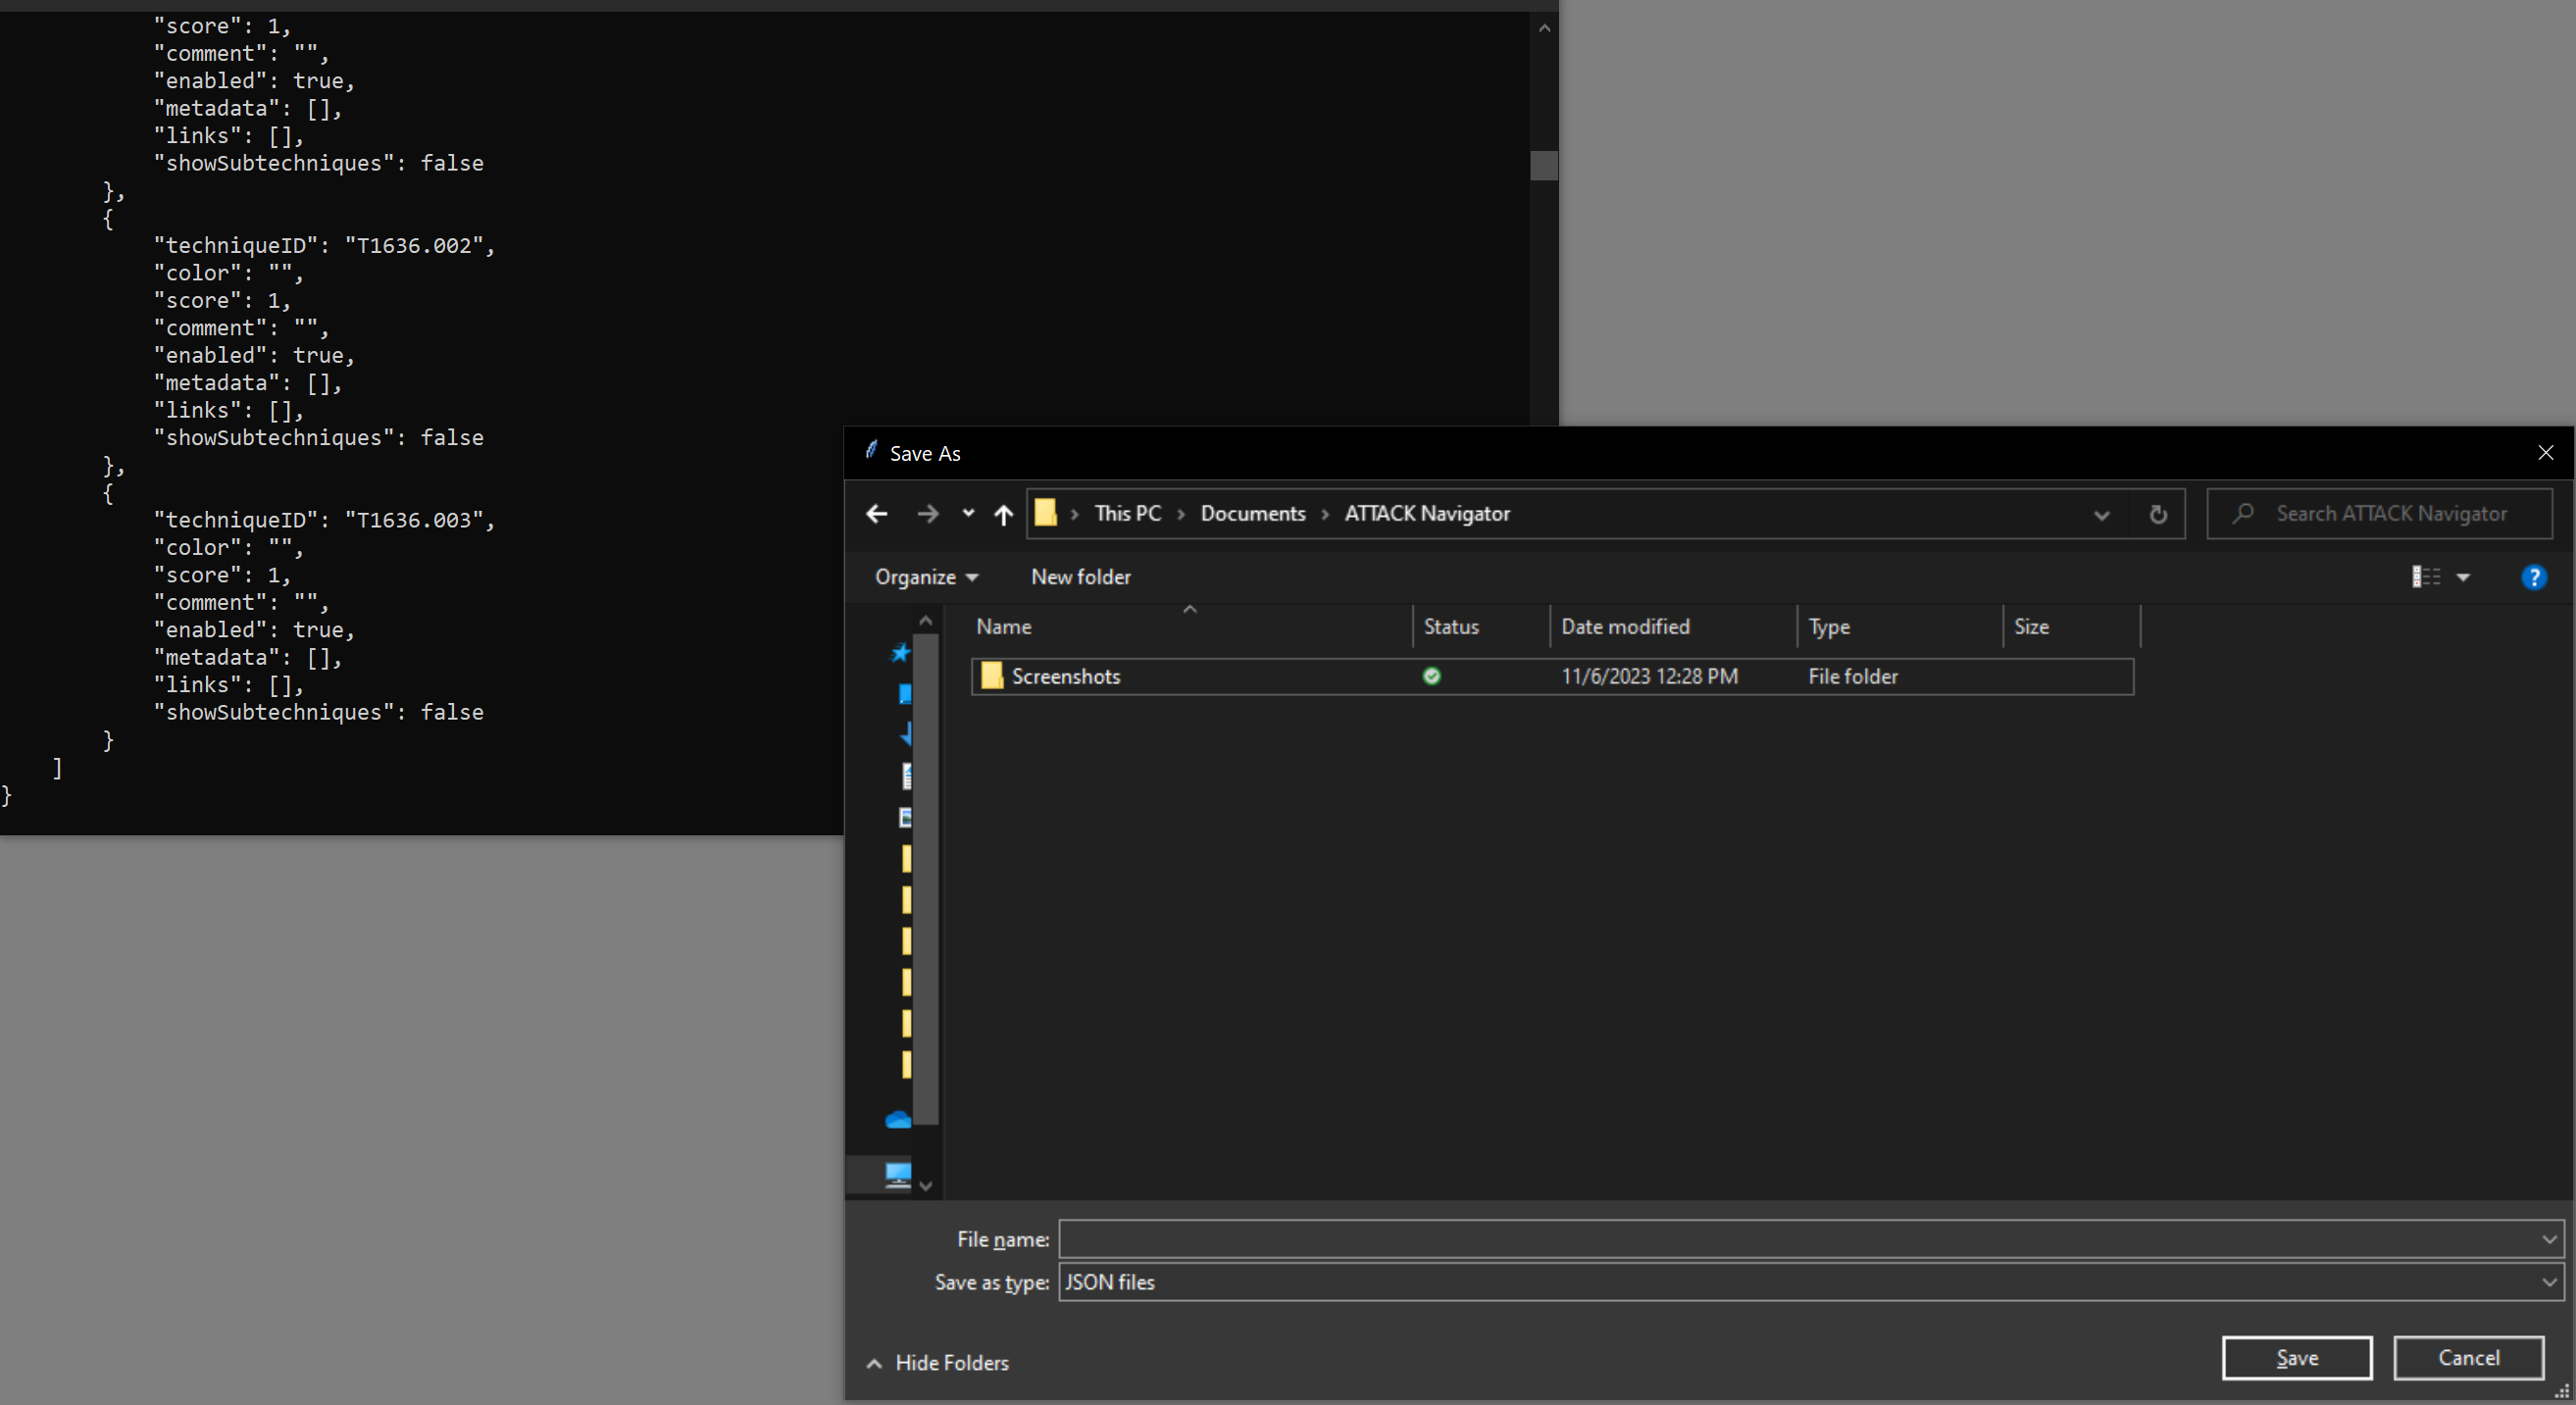 "score": 1,
"comment": "",
"enabled": true,
"metadata": [],
"links": [],
"showSubtechniques": false
},
{
"techniqueID": "T1636.002",
"color": "",
"score": 1,
"comment": "",
"enabled": true,
"metadata": [],
"links": [],
"showSubtechniques": false
},
{
"techniqueID": "T1636.003",
"color": "",
"score": 1,
"comment": "",
"enabled": true,
"metadata": [],
"links": [],
"showSubtechniques": false
}
]
}
Save As
This PC › Documents › ATTACK Navigator
Search ATTACK Navigator
Organize
New folder
?
Name Status Date modified Type Size
Screenshots 11/6/2023 12:28 PM File folder
File name:
Save as type: JSON files
Hide Folders
Save
Cancel